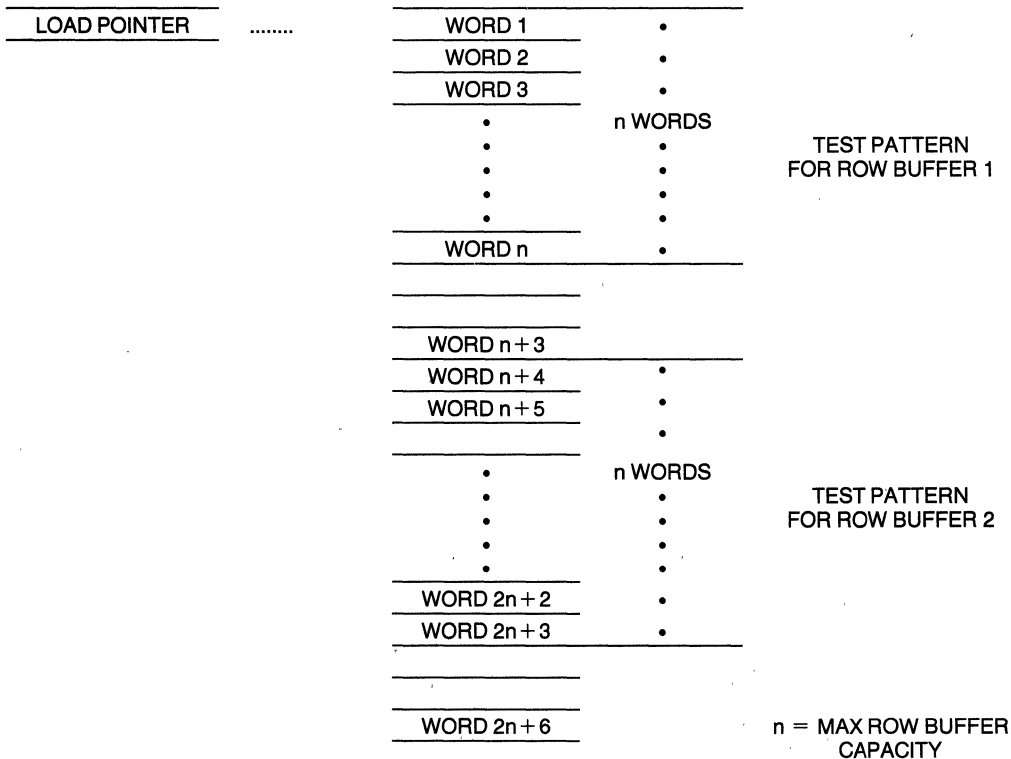 LOAD POINTER ........ WORD 1 •
WORD 2 •
WORD 3 •
• n WORDS
• •
• •
• •
• •
TEST PATTERN
FOR ROW BUFFER 1
WORD n •
WORD n+3
WORD n+4 •
WORD n+5 •
•
• n WORDS
• •
• •
• •
• •
TEST PATTERN
FOR ROW BUFFER 2
WORD 2n+2 •
WORD 2n+3 •
WORD 2n+6
n = MAX ROW BUFFER
CAPACITY